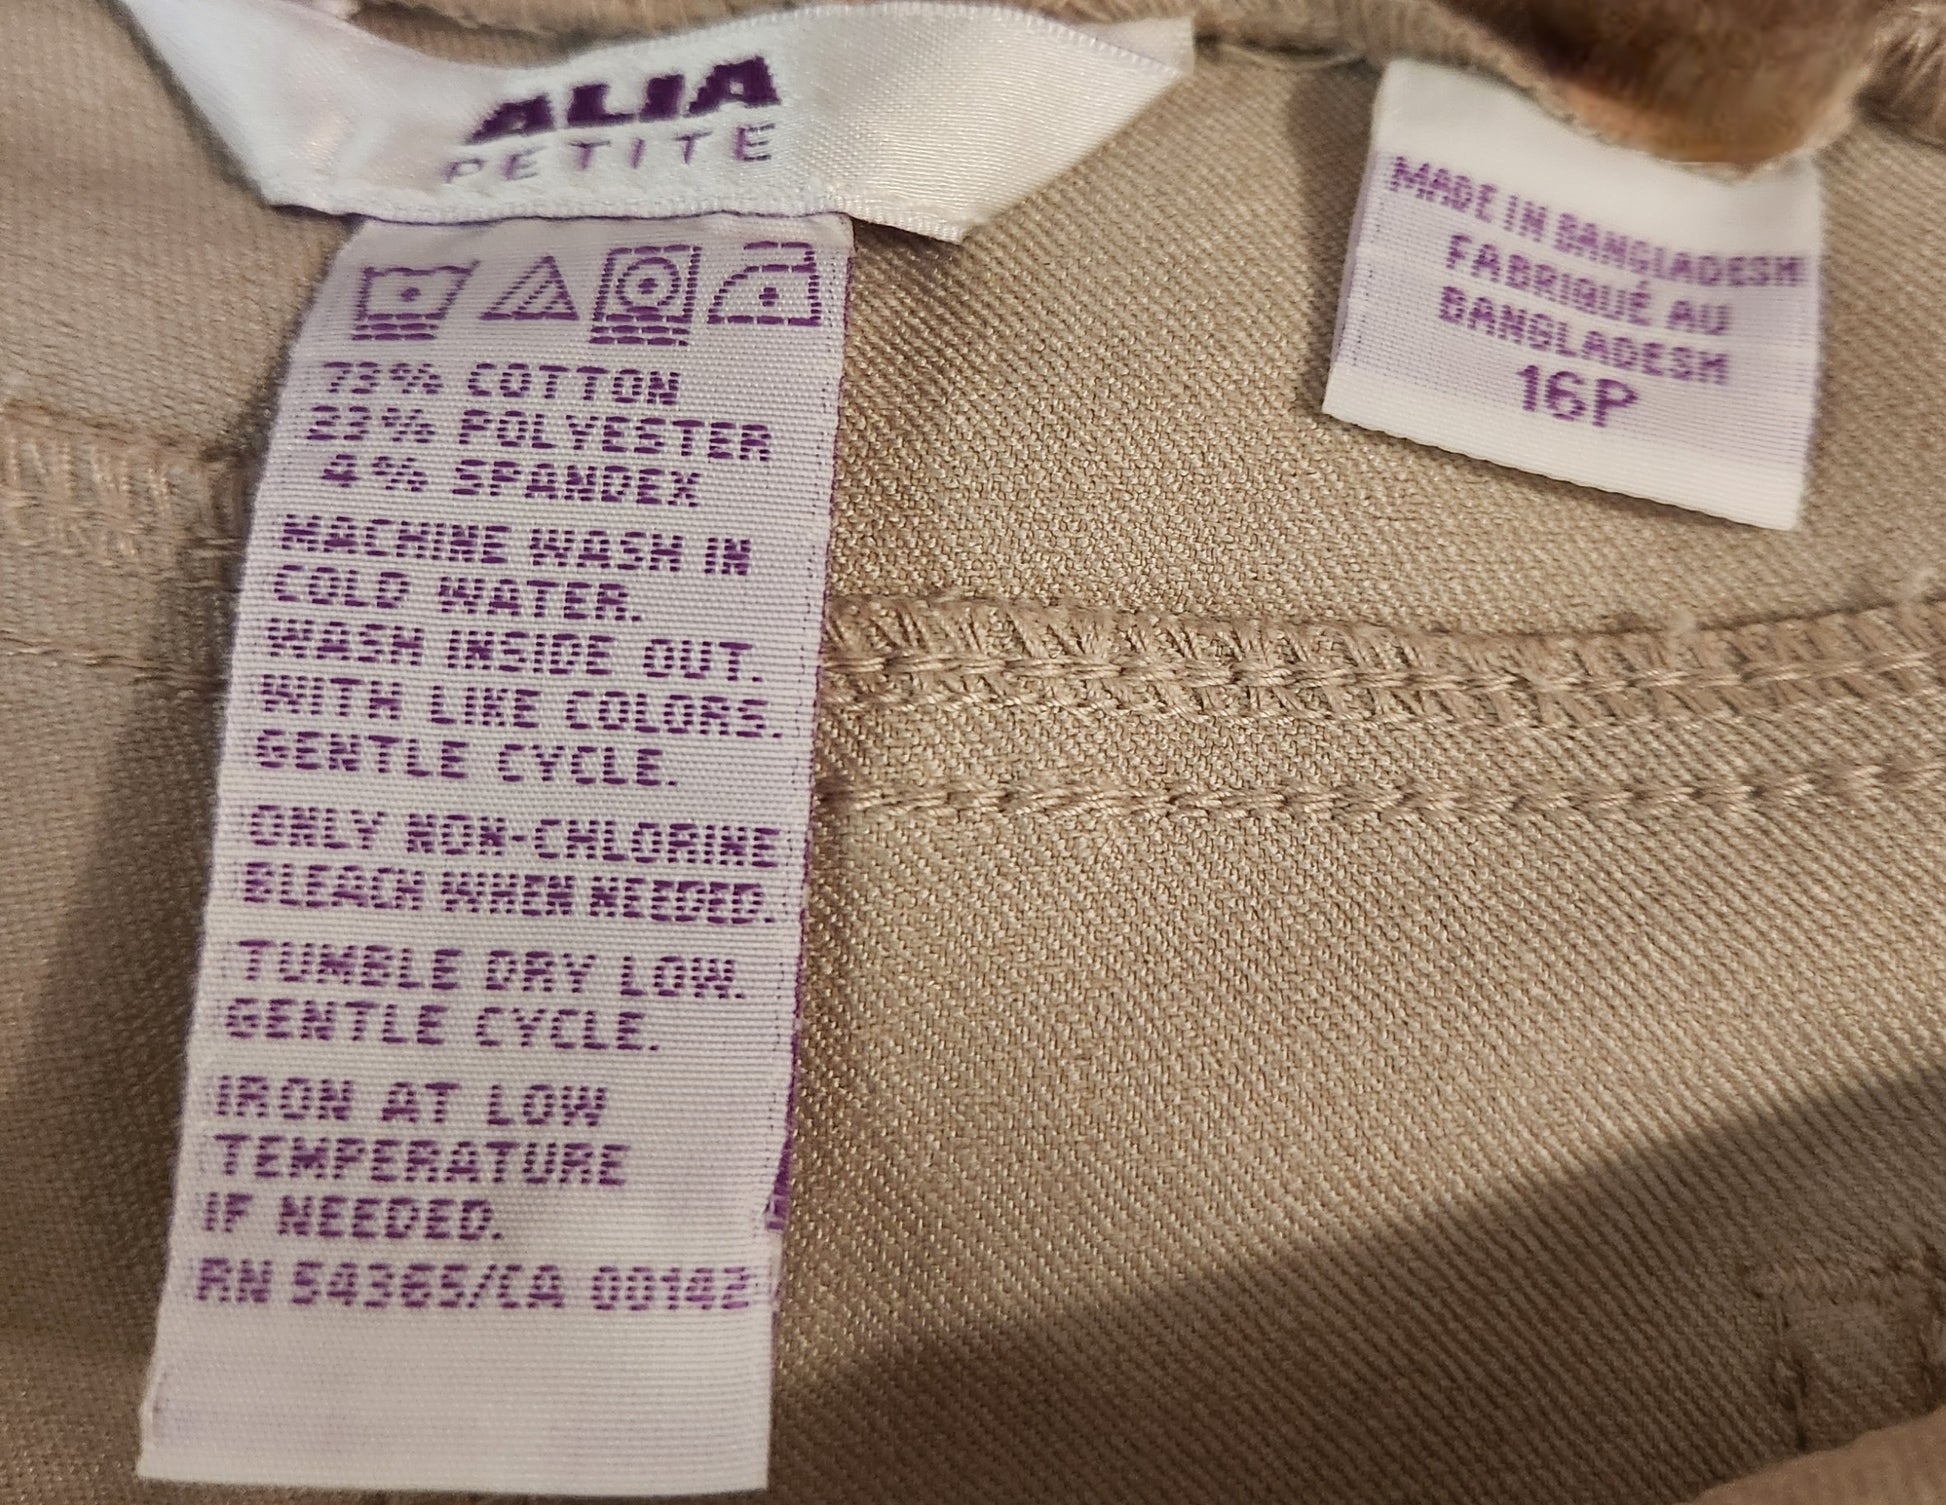 ALIA
PETITE
73% COTTON
23% POLYESTER
4% SPANDEX
MACHINE WASH IN
COLD WATER.
WASH INSIDE OUT.
WITH LIKE COLORS.
GENTLE CYCLE.
ONLY NON-CHLORINE
BLEACH WHEN NEEDED.
TUMBLE DRY LOW.
GENTLE CYCLE.
IRON AT LOW
TEMPERATURE
IF NEEDED.
RN 54365/CA 00142
MADE IN BANGLADESH
FABRIQUÉ AU
BANGLADESH
16P